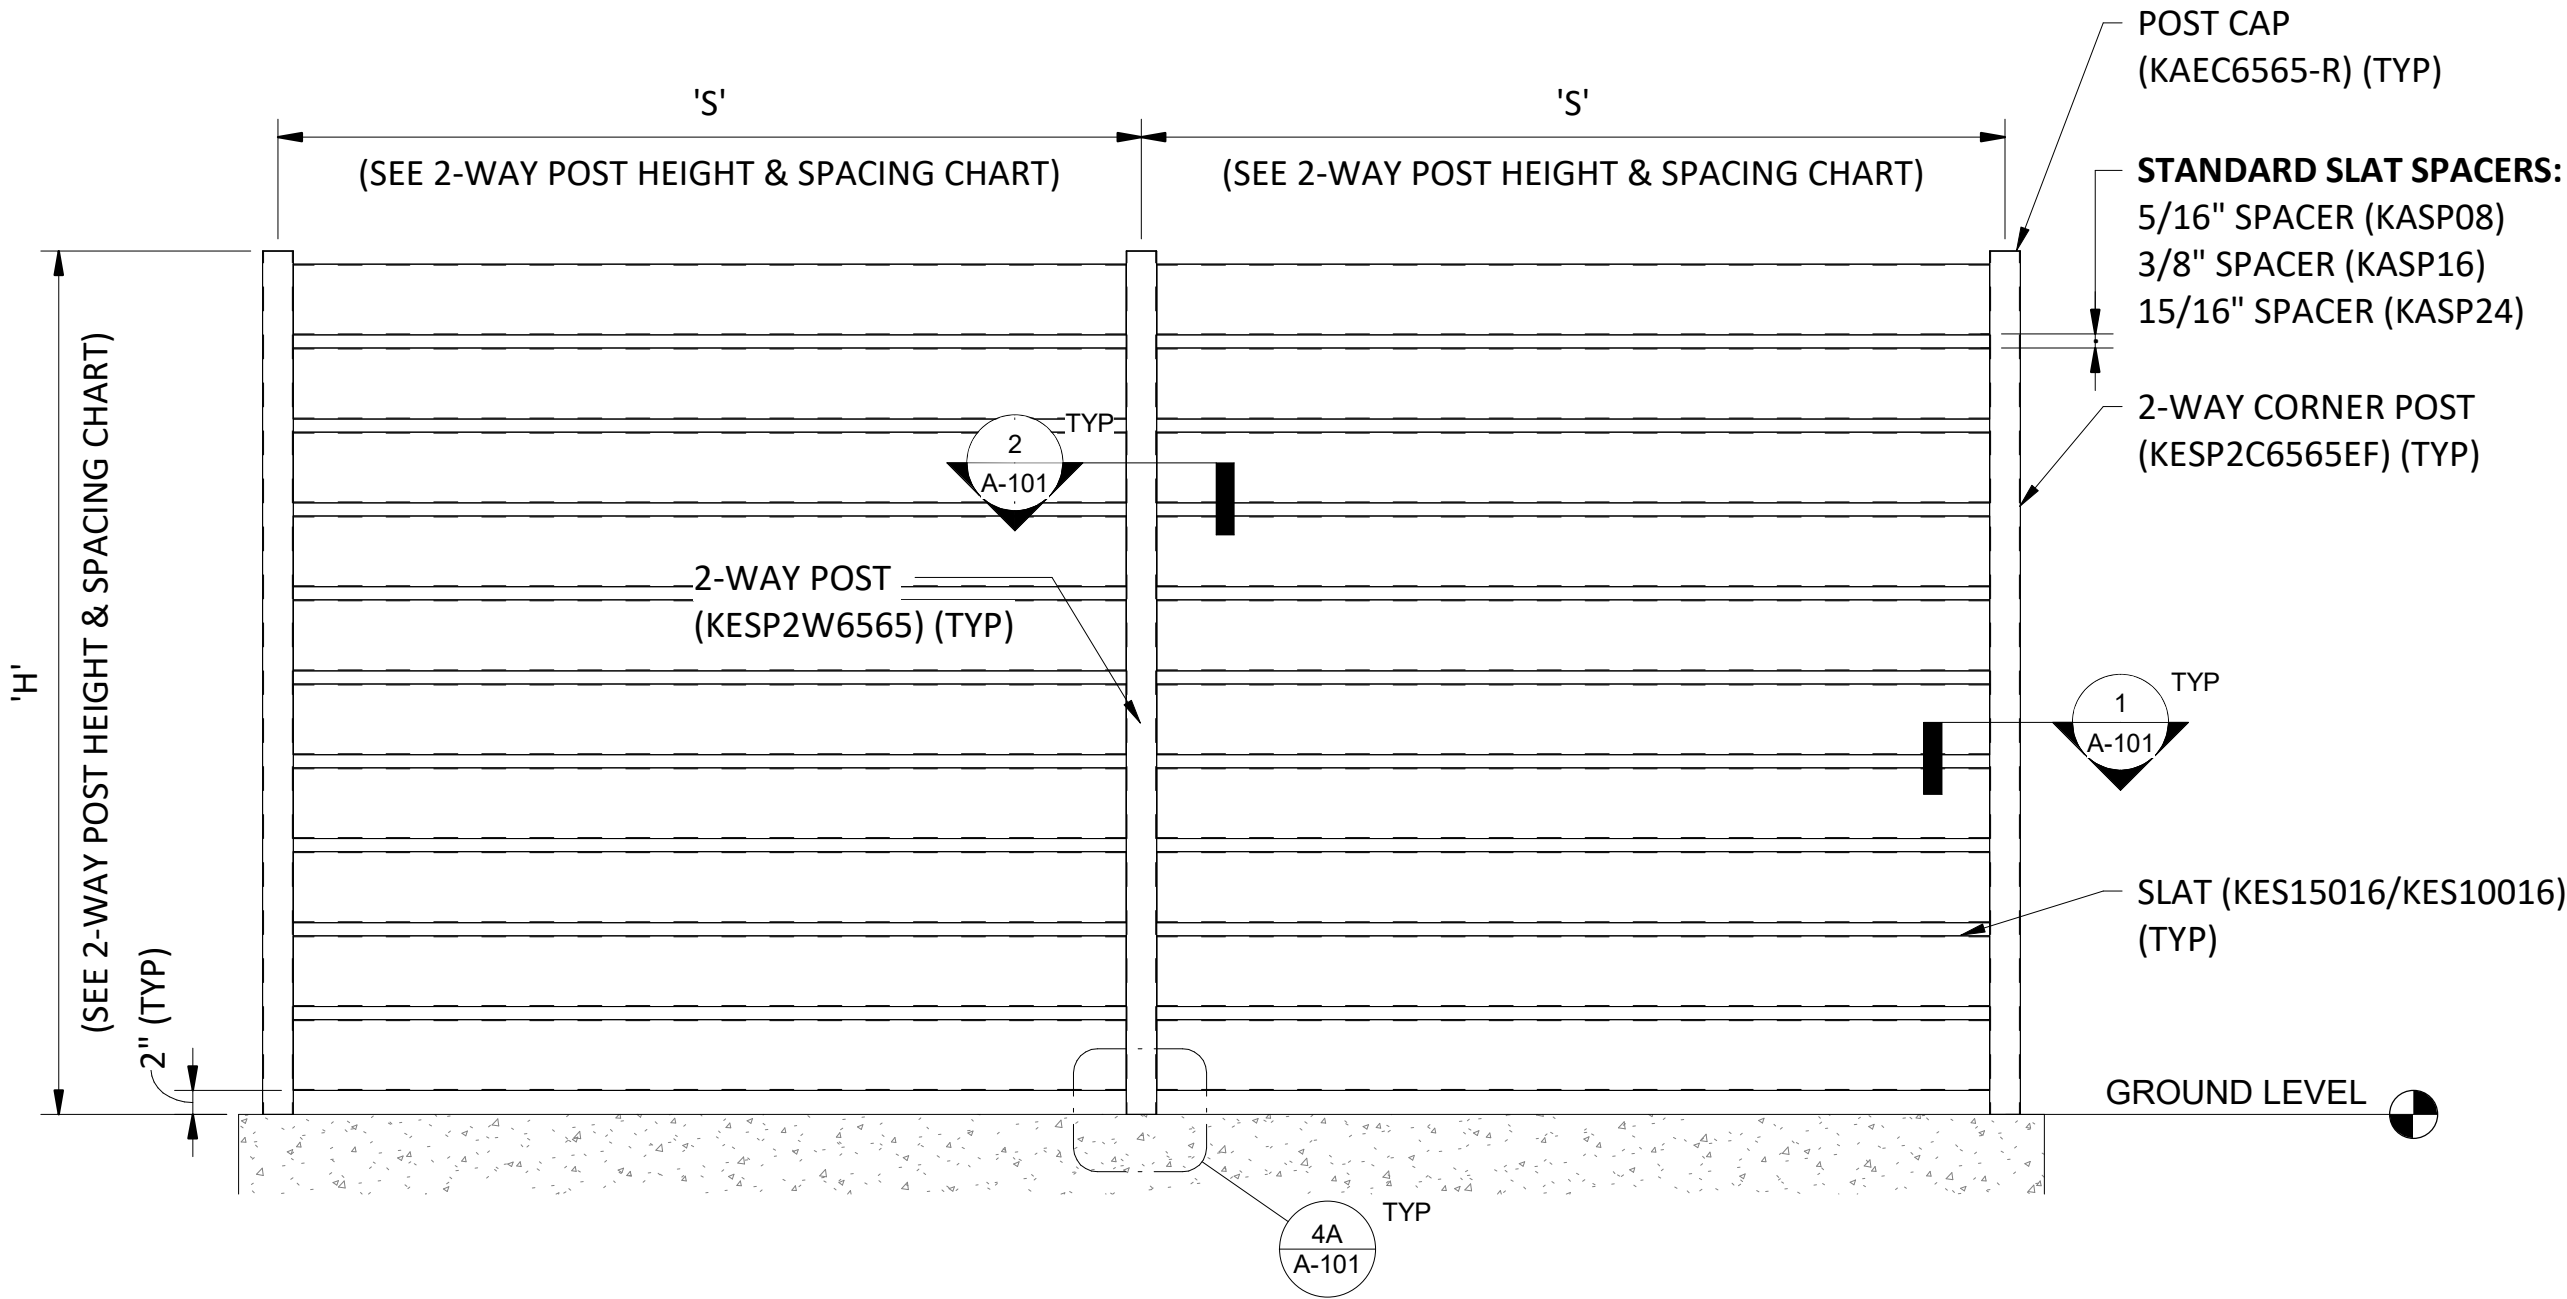 POST CAP
(KAEC6565-R) (TYP)
'S'
'S'
(SEE 2-WAY POST HEIGHT & SPACING CHART)
(SEE 2-WAY POST HEIGHT & SPACING CHART)
STANDARD SLAT SPACERS:
5/16" SPACER (KASP08)
3/8" SPACER (KASP16)
15/16" SPACER (KASP24)
2-WAY CORNER POST
(KESP2C6565EF) (TYP)
TYP
2
A-101
2-WAY POST
(KESP2W6565) (TYP)
'H'
(SEE 2-WAY POST HEIGHT & SPACING CHART)
TYP
1
A-101
SLAT (KES15016/KES10016)
(TYP)
2" (TYP)
GROUND LEVEL
TYP
4A
A-101